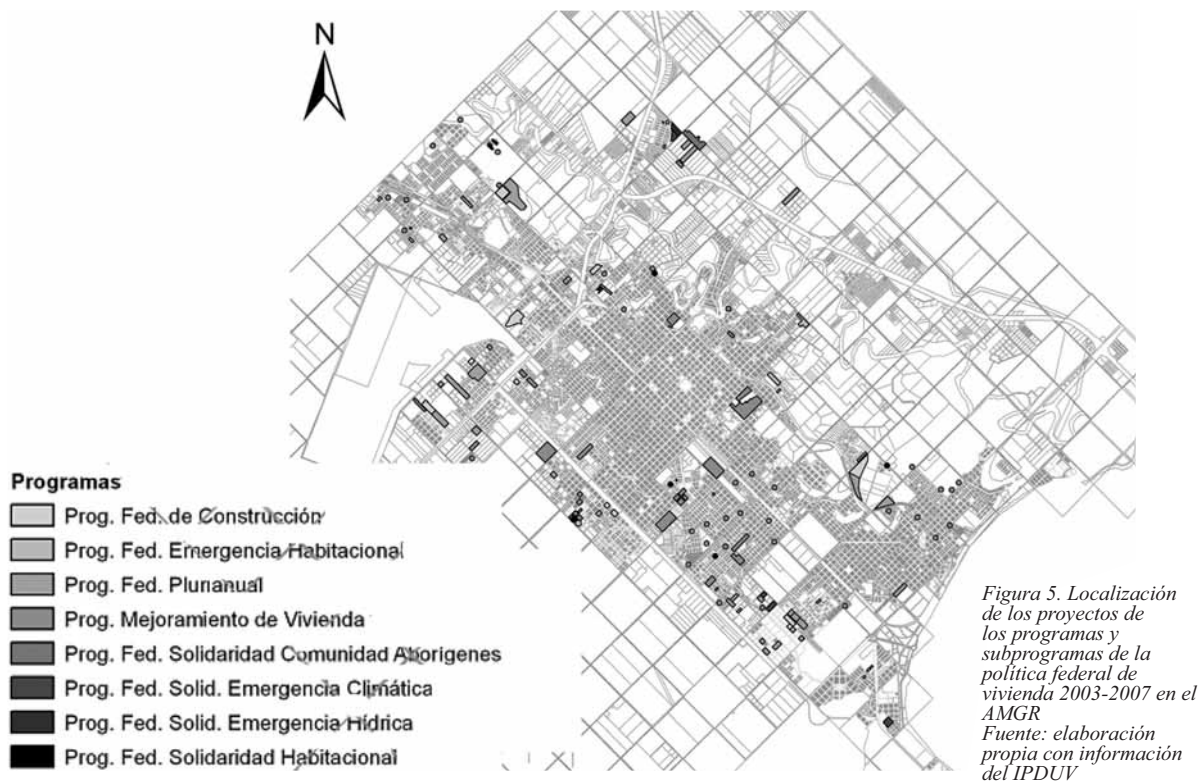 N
Programas
Prog. Fed. de Construcción
Prog. Fed. Emergencia Habitacional
Prog. Fed. Plurianual
Prog. Mejoramiento de Vivienda
Prog. Fed. Solidaridad Comunidad Aborigenes
Prog. Fed. Solid. Emergencia Climática
Prog. Fed. Solid. Emergencia Hídrica
Prog. Fed. Solidaridad Habitacional
Figura 5. Localización
de los proyectos de
los programas y
subprogramas de la
política federal de
vivienda 2003-2007 en el
AMGR
Fuente: elaboración
propia con información
del IPDUV